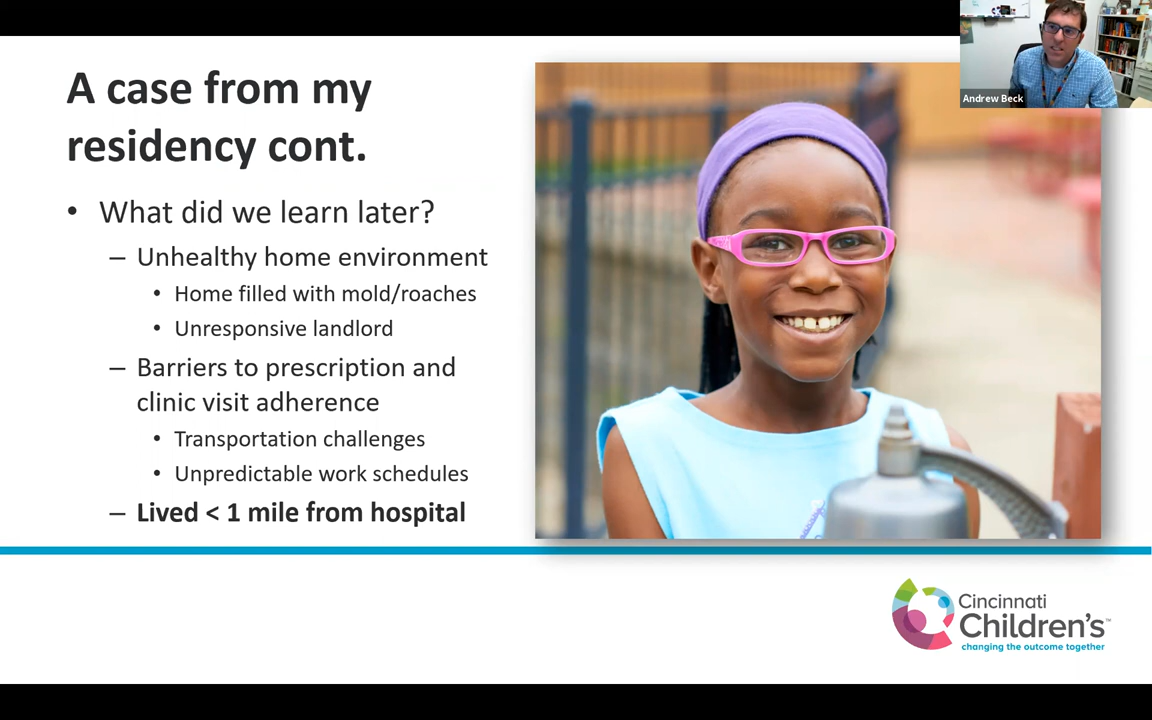 A case from my
residency cont.
• What did we learn later?
– Unhealthy home environment
• Home filled with mold/roaches
• Unresponsive landlord
– Barriers to prescription and
clinic visit adherence
• Transportation challenges
• Unpredictable work schedules
– Lived < 1 mile from hospital
Andrew Beck
Cincinnati
Children's™
changing the outcome together